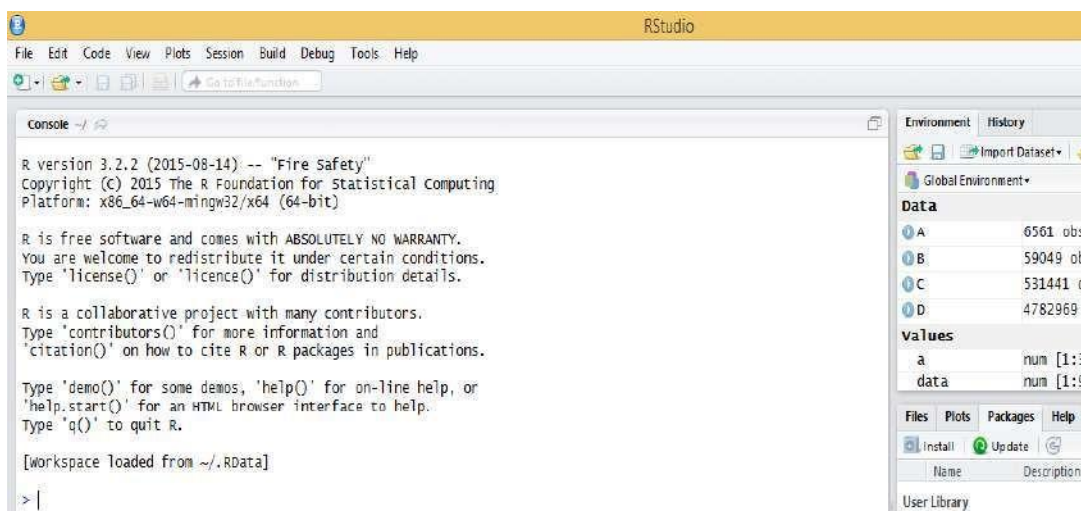 RStudio
File Edit Code View Plots Session Build Debug Tools Help
Go to file/function
Console ~/
R version 3.2.2 (2015-08-14) -- "Fire Safety"
Copyright (C) 2015 The R Foundation for Statistical Computing
Platform: x86_64-w64-mingw32/x64 (64-bit)
R is free software and comes with ABSOLUTELY NO WARRANTY.
You are welcome to redistribute it under certain conditions.
Type 'license()' or 'licence()' for distribution details.
R is a collaborative project with many contributors.
Type 'contributors()' for more information and
'citation()' on how to cite R or R packages in publications.
Type 'demo()' for some demos, 'help()' for on-line help, or
'help.start()' for an HTML browser interface to help.
Type 'q()' to quit R.
[Workspace loaded from ~/.RData]
>
Environment History
Import Dataset
Global Environment
Data
A 6561 obs
B 59049 ob
C 531441
D 4782969
Values
a num [1:
data num [1:9
Files Plots Packages Help
Install Update
Name Description
User Library